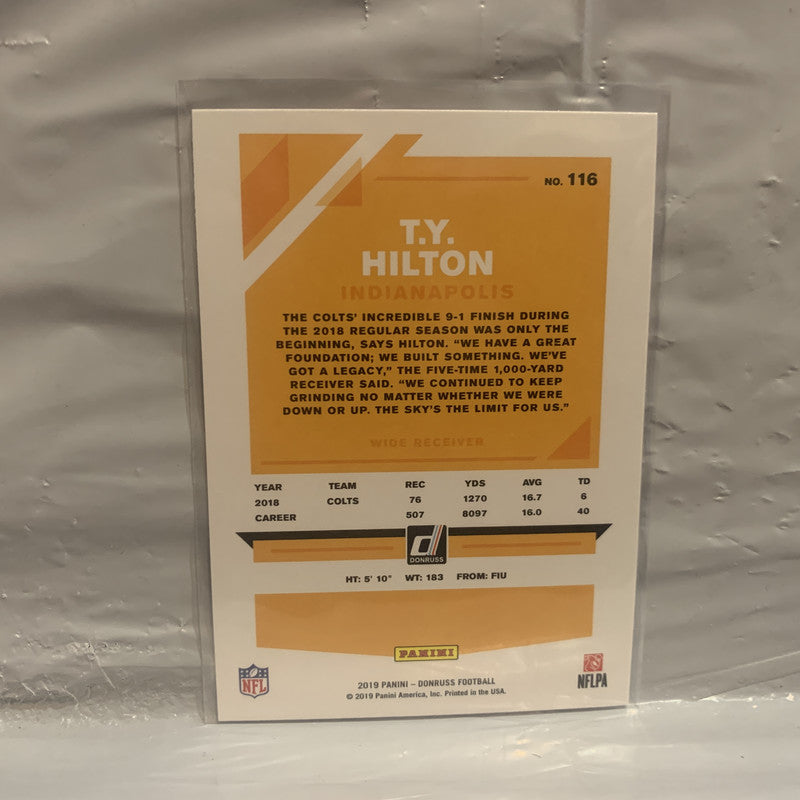 NO. 116
T.Y.
HILTON
INDIANAPOLIS
THE COLTS' INCREDIBLE 9-1 FINISH DURING
THE 2018 REGULAR SEASON WAS ONLY THE
BEGINNING, SAYS HILTON. "WE HAVE A GREAT
FOUNDATION; WE BUILT SOMETHING. WE'VE
GOT A LEGACY," THE FIVE-TIME 1,000-YARD
RECEIVER SAID. "WE CONTINUED TO KEEP
GRINDING NO MATTER WHETHER WE WERE
DOWN OR UP. THE SKY'S THE LIMIT FOR US."
WIDE RECEIVER
YEAR TEAM REC YDS AVG TD
2018 COLTS 76 1270 16.7 6
CAREER 507 8097 16.0 40
d
DONRUSS
HT: 5' 10" WT: 183 FROM: FIU
PANINI
NFL
2019 PANINI – DONRUSS FOOTBALL
© 2019 Panini America, Inc. Printed in the USA.
NFLPA